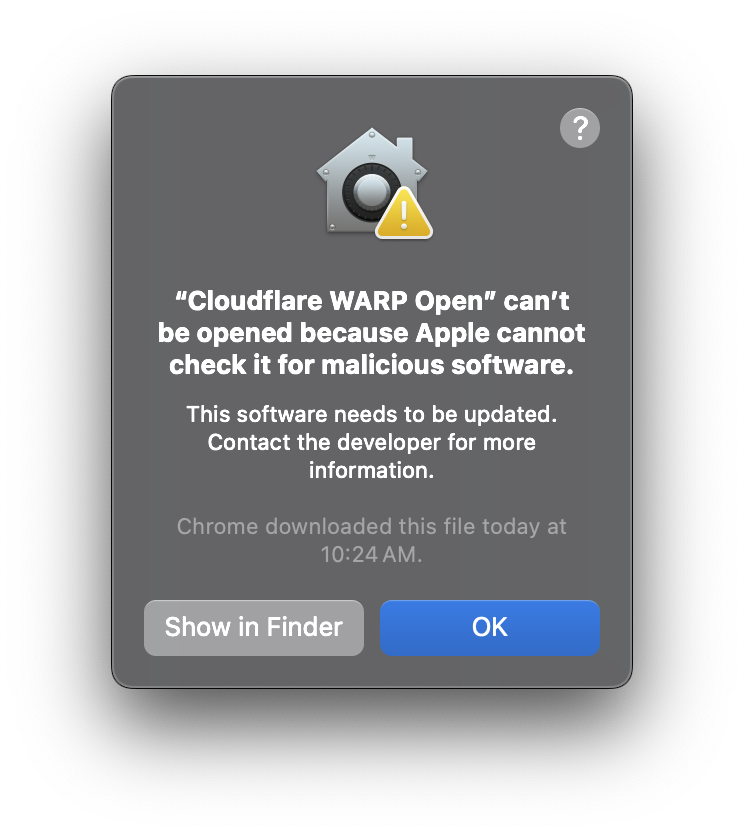 ?
“Cloudflare WARP Open” can’t
be opened because Apple cannot
check it for malicious software.
This software needs to be updated.
Contact the developer for more
information.
Chrome downloaded this file today at
10:24 AM.
Show in Finder
OK